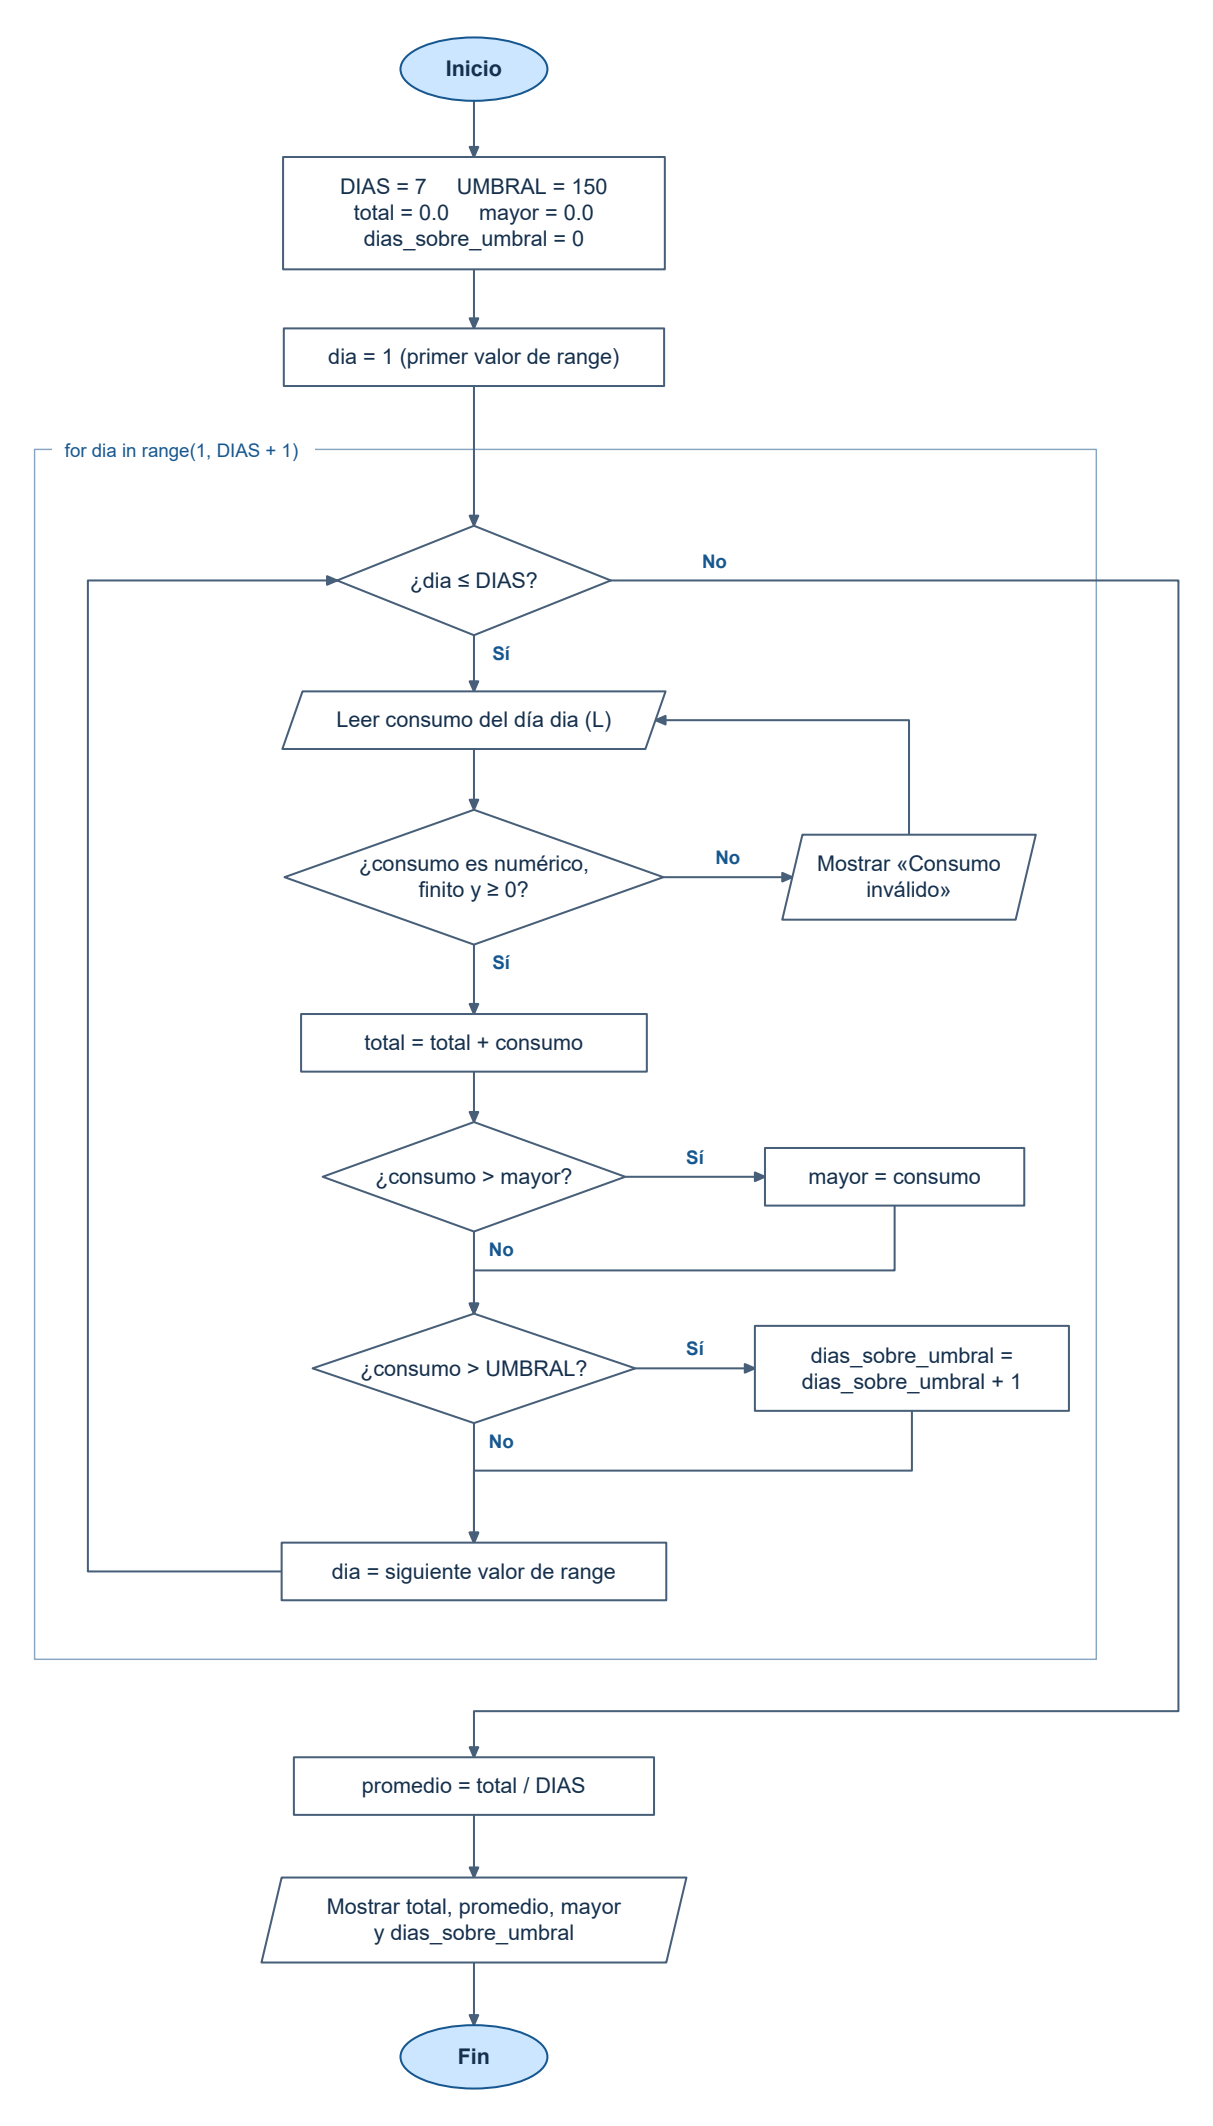 Inicio
DIAS = 7 UMBRAL = 150
total = 0.0 mayor = 0.0
dias_sobre_umbral = 0
dia = 1 (primer valor de range)
for dia in range(1, DIAS + 1)
¿dia ≤ DIAS?
No
Sí
Leer consumo del día dia (L)
¿consumo es numérico,
finito y ≥ 0?
No
Mostrar «Consumo
inválido»
Sí
total = total + consumo
¿consumo > mayor?
Sí
mayor = consumo
No
¿consumo > UMBRAL?
Sí
dias_sobre_umbral =
dias_sobre_umbral + 1
No
dia = siguiente valor de range
promedio = total / DIAS
Mostrar total, promedio, mayor
y dias_sobre_umbral
Fin